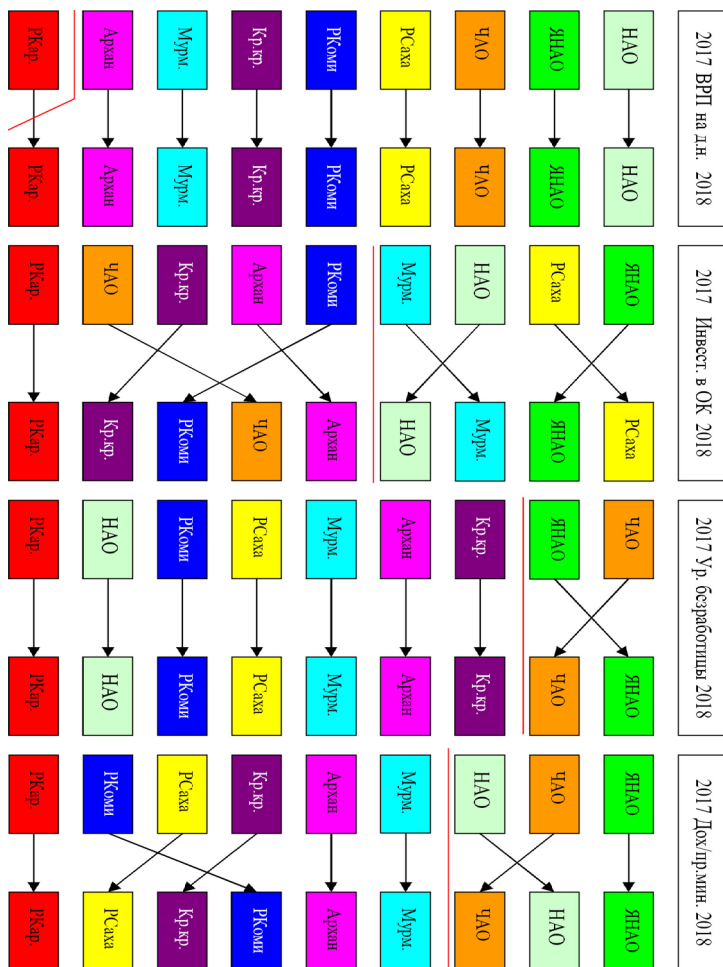 2017 ВРП на д.н. 2018 2017 Инвест. в ОК 2018 2017 Ур. безработицы 2018 2017 Дох/пр.мин. 2018
НАО НАО ЯНАО РСаха ЧАО ЯНАО ЯНАО ЯНАО
ЯНАО ЯНАО РСаха ЯНАО ЯНАО ЧАО ЧАО НАО
ЧАО ЧАО НАО Мурм. Кр.кр. Кр.кр. НАО ЧАО
РСаха РСаха Мурм. НАО Архан Архан Мурм. Мурм.
РКоми РКоми РКоми Архан Мурм. Мурм. Архан Архан
Кр.кр. Кр.кр. Архан ЧАО РСаха РСаха Кр.кр. РКоми
Мурм. Мурм. Кр.кр. РКоми РКоми РКоми РСаха Кр.кр.
Архан Архан ЧАО Кр.кр. НАО НАО РКоми РСаха
РКар. РКар. РКар. РКар. РКар. РКар. РКар. РКар.